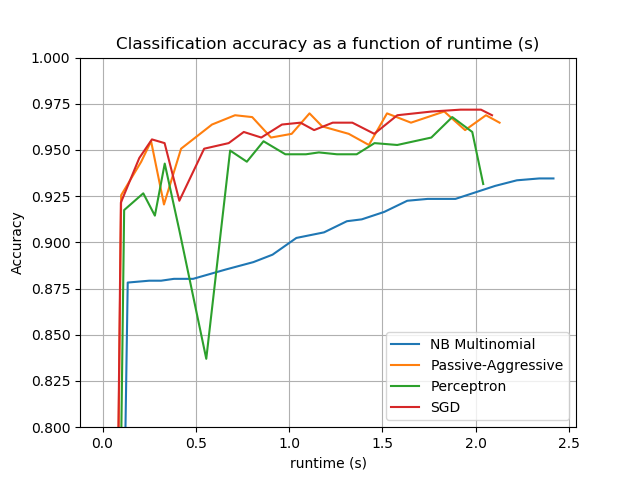 Classification accuracy as a function of runtime (s)
1.000
0.975
0.950
0.925
0.900
0.875
0.850
0.825
0.800
Accuracy
NB Multinomial
Passive-Aggressive
Perceptron
SGD
0.0 0.5 1.0 1.5 2.0 2.5
runtime (s)